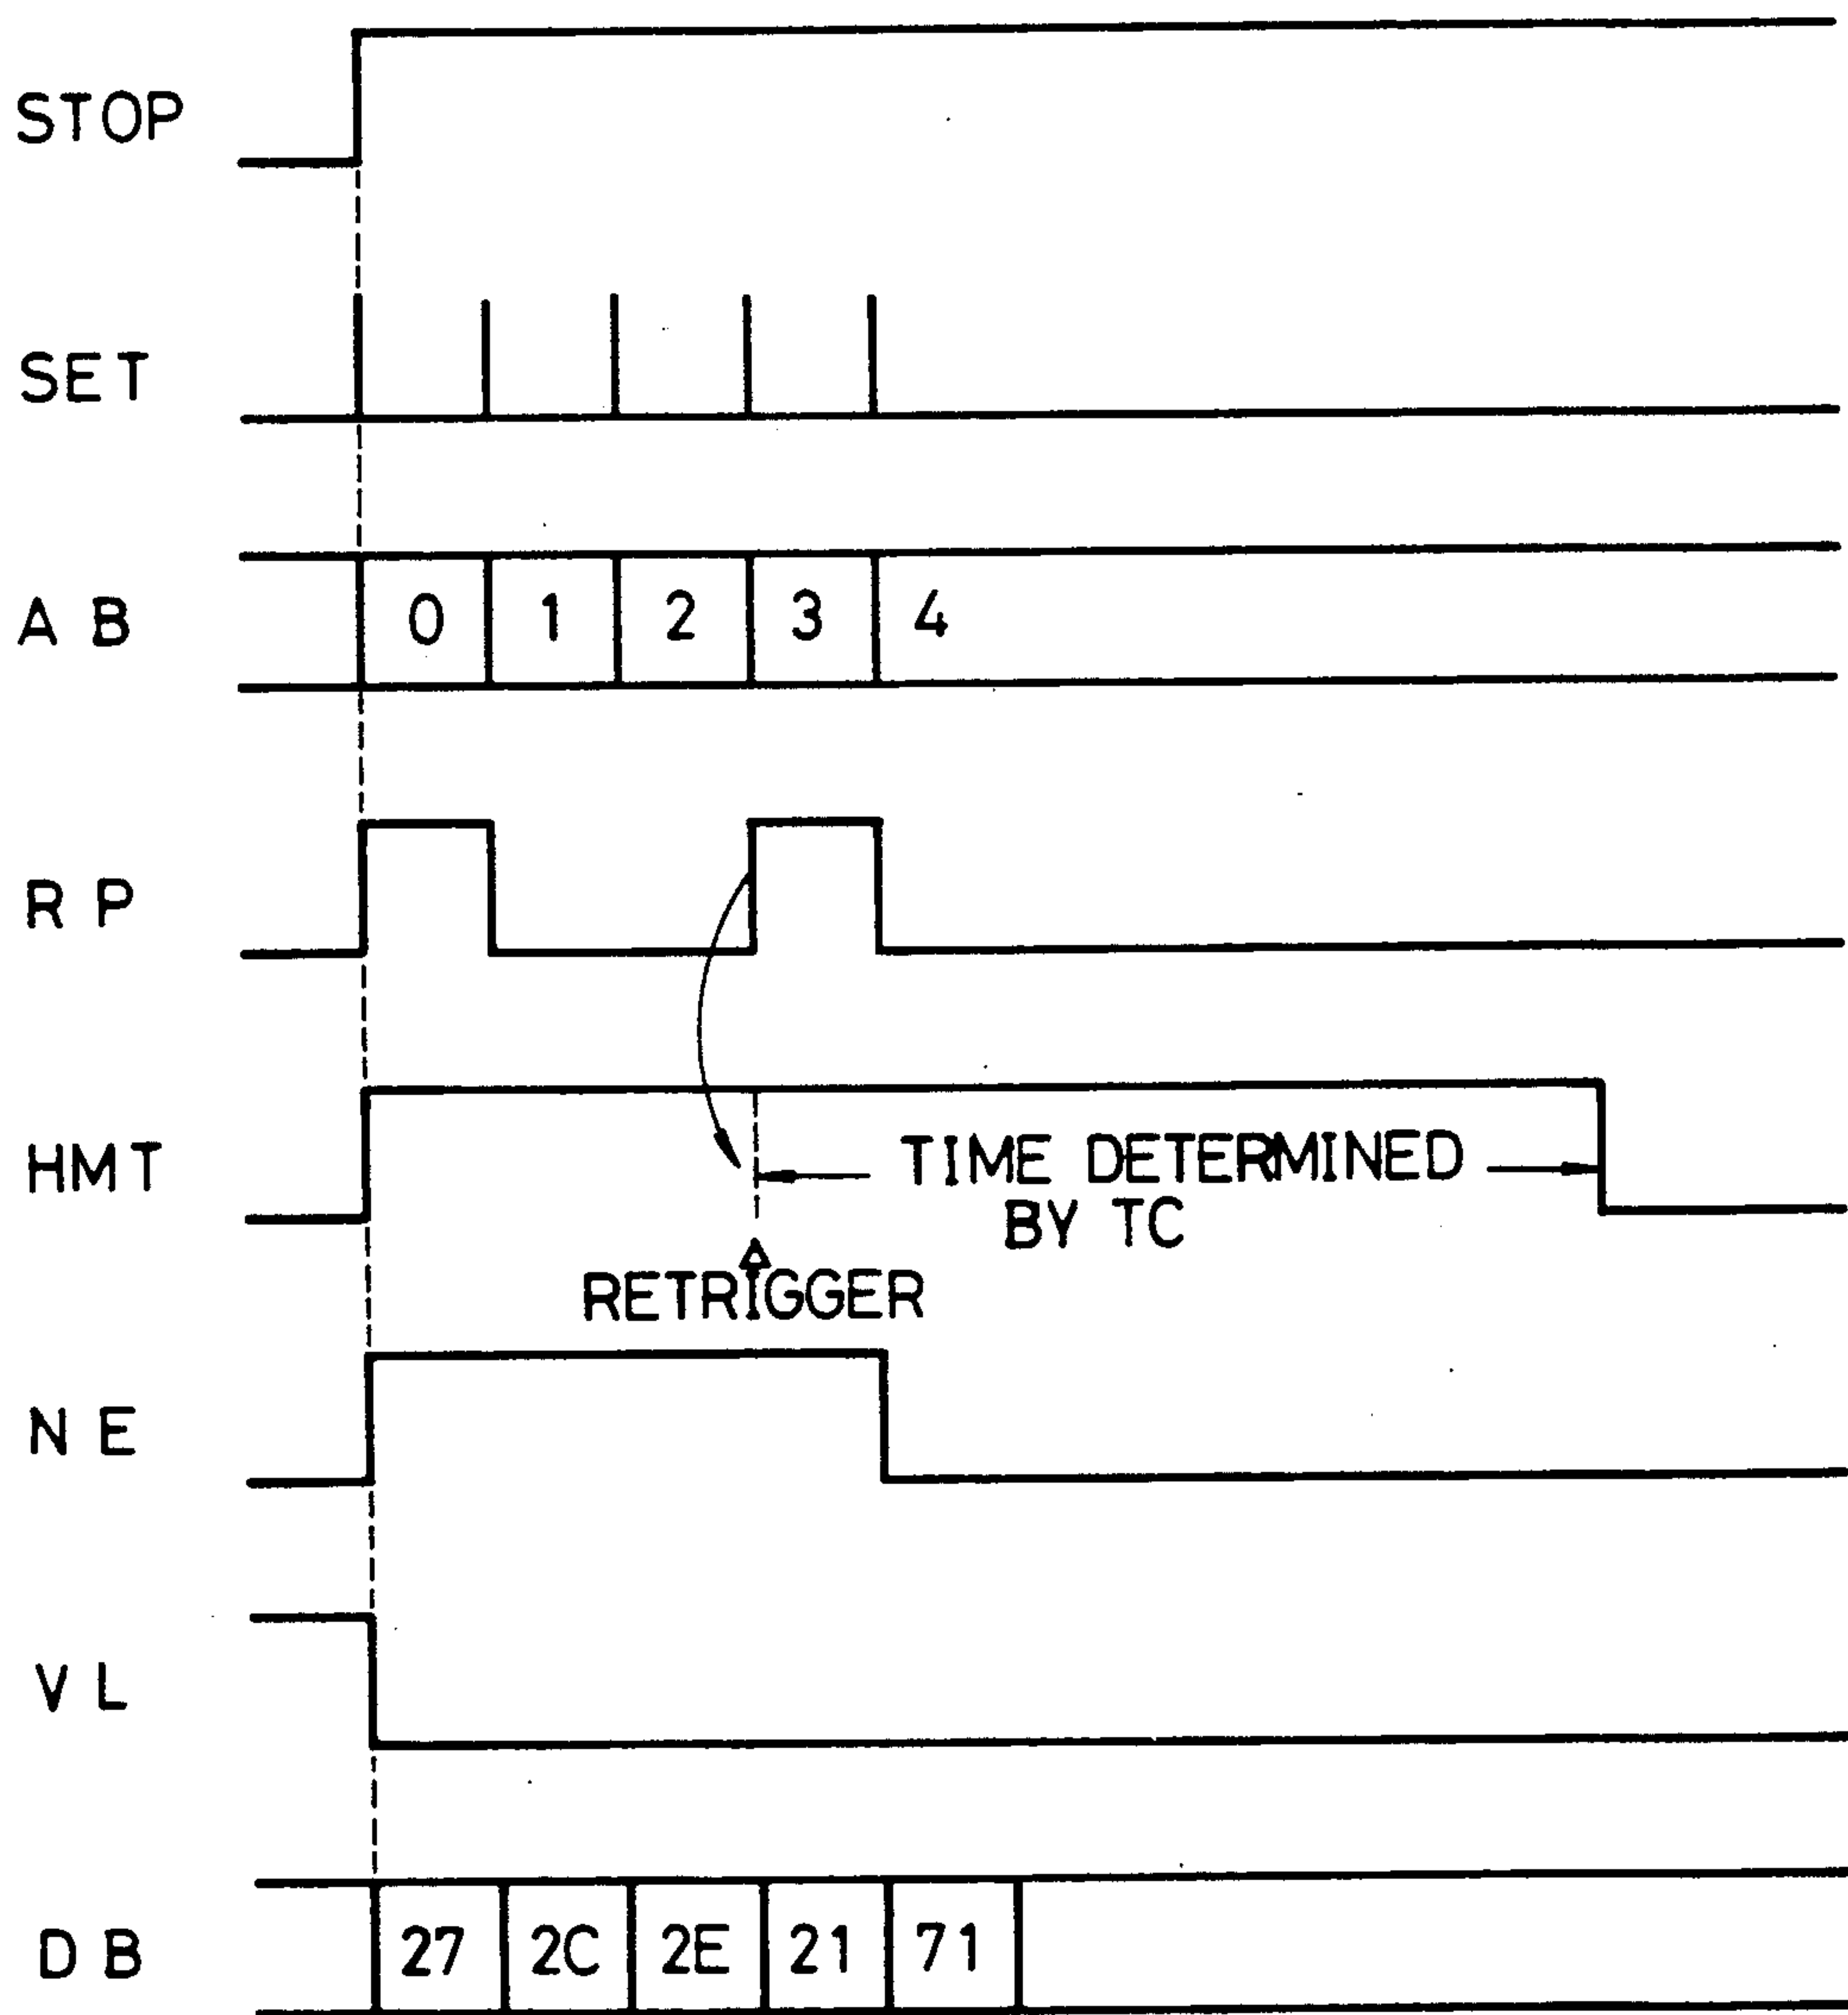 STOP
SET
A B
0 1 2 3 4
R P
HMT
TIME DETERMINED
BY TC
RETRIGGER
N E
V L
D B
27 2C 2E 21 71